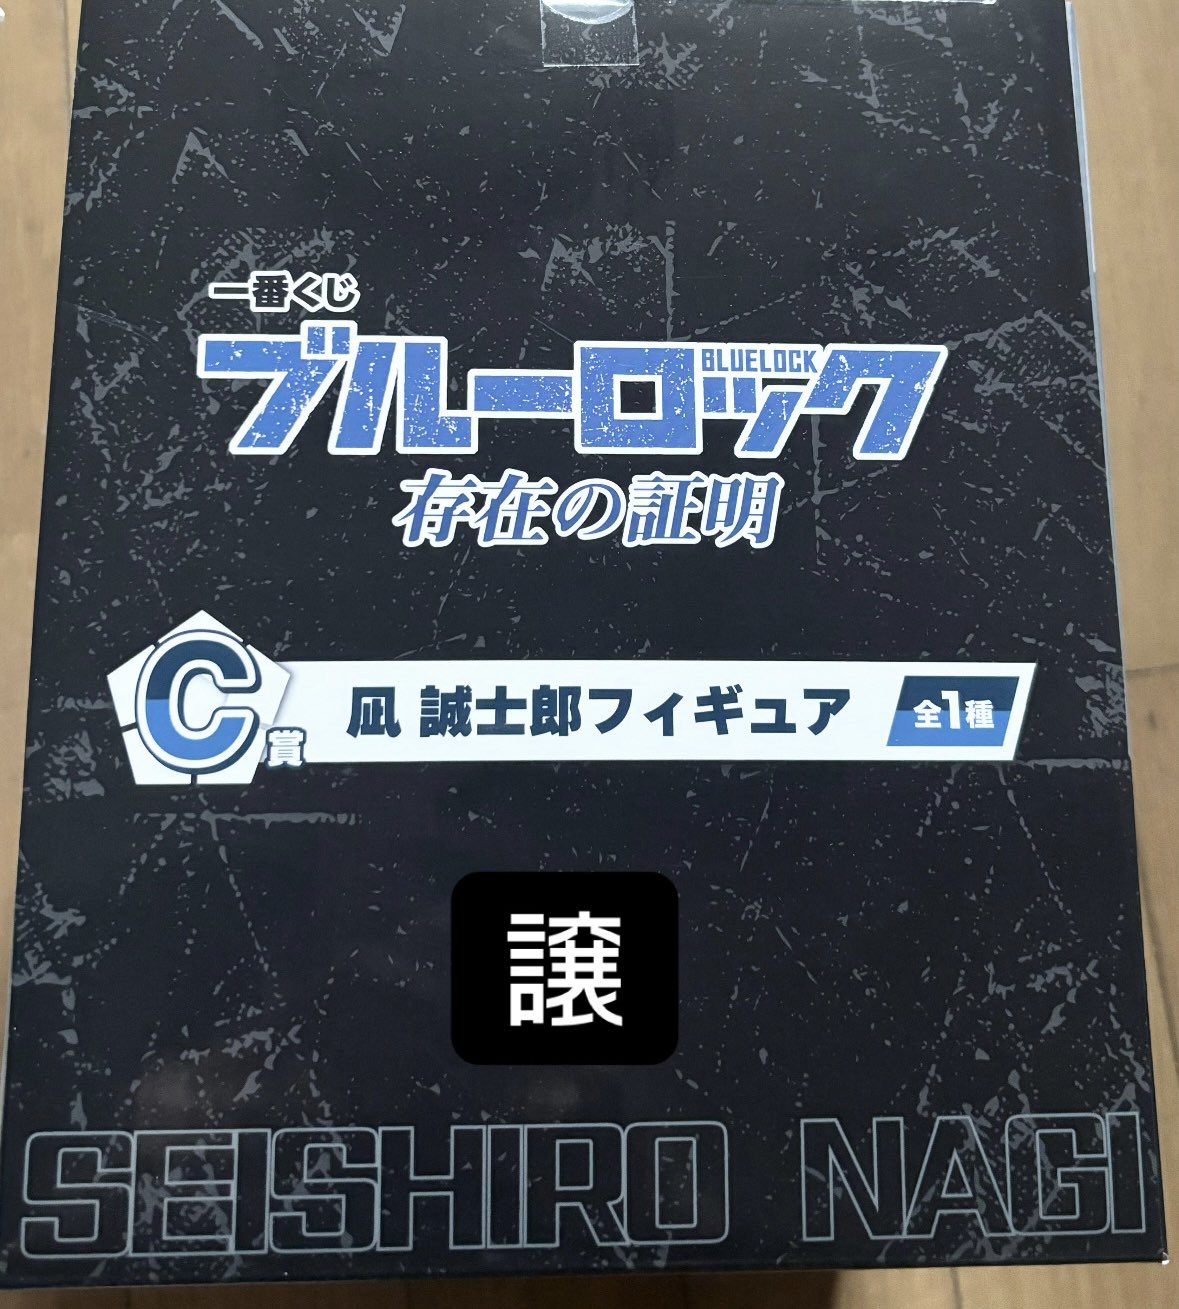 一番くじ
ブルーロック
BLUELOCK
存在の証明
C賞 凪 誠士郎フィギュア 全1種
譲
SEISHIRO NAGI